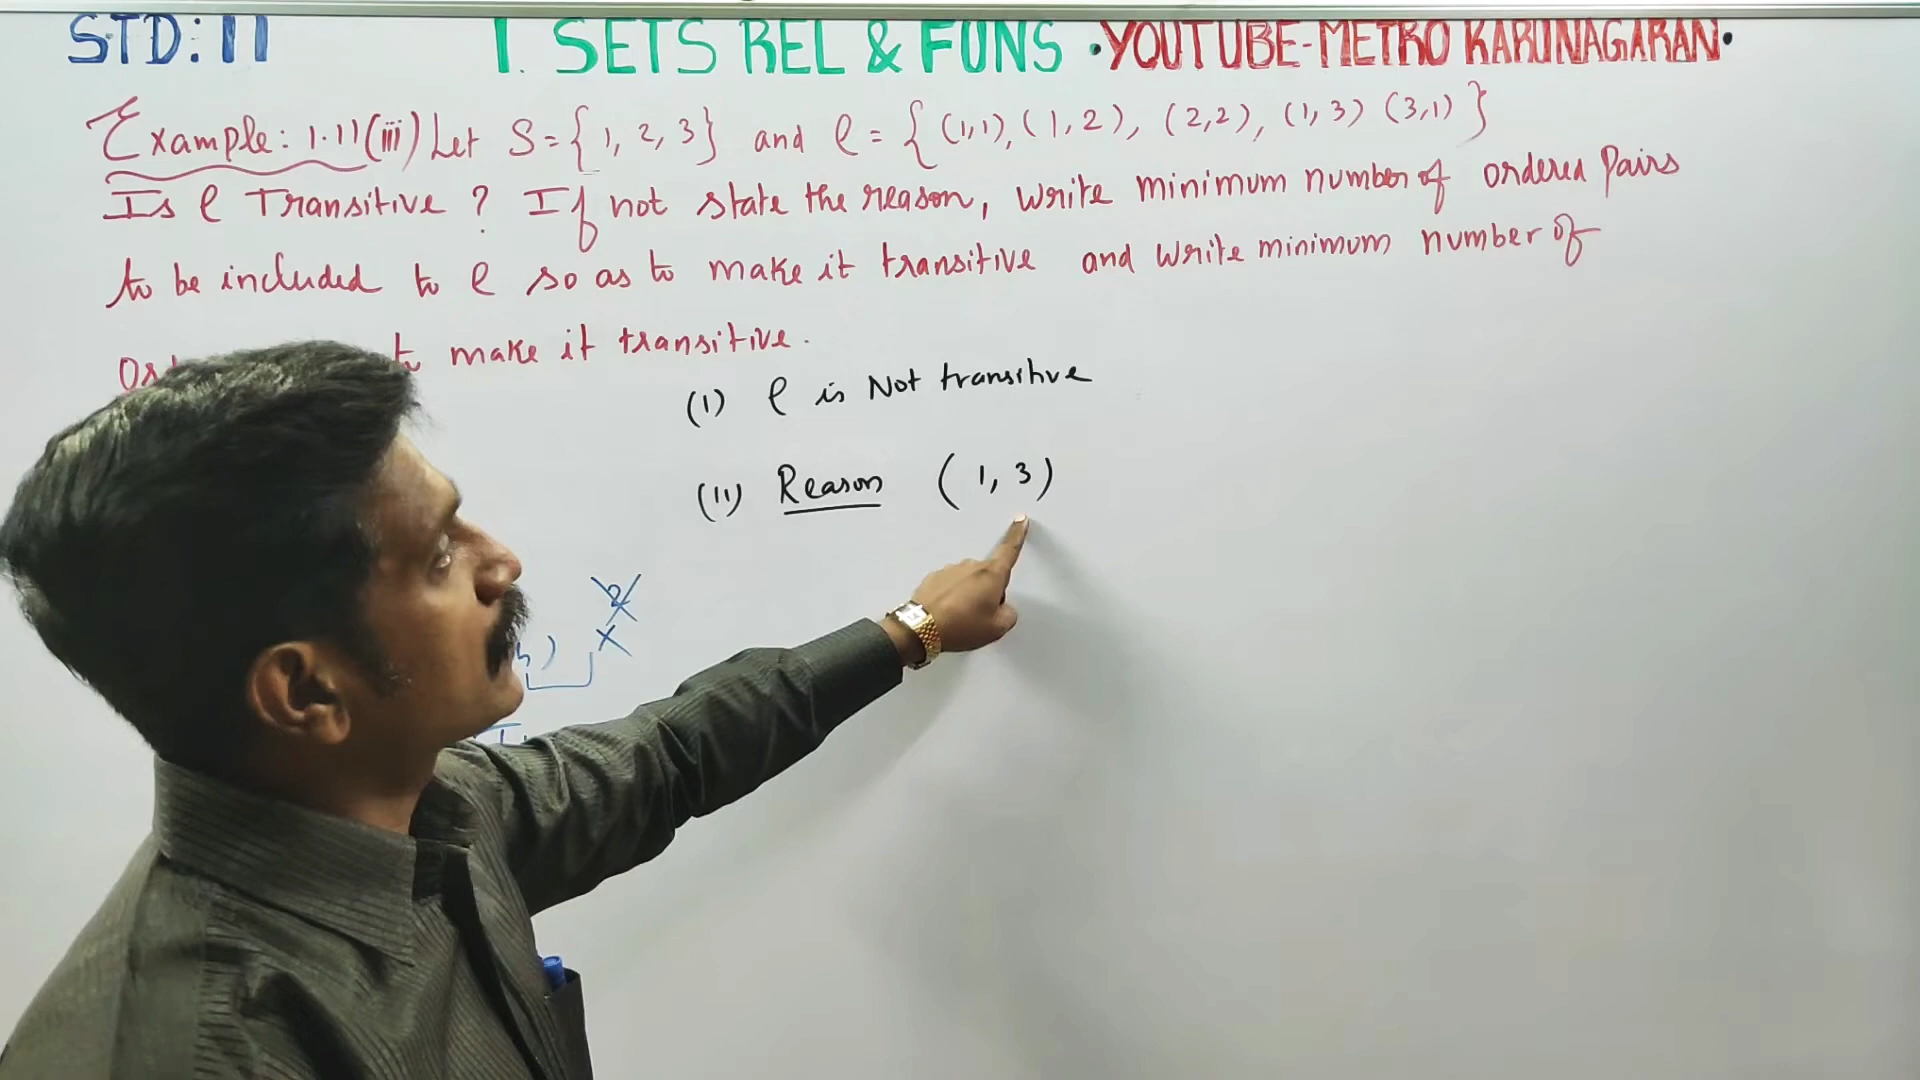 STD: 11 1. SETS REL & FUNS • YOUTUBE-METRO KARUNAGARAN •
Example: 1.11(iii) Let S = {1, 2, 3} and ρ = {(1,1), (1,2), (2,2), (1,3) (3,1)}
Is ρ Transitive ? If not state the reason, write minimum number of ordered pairs
to be included to ρ so as to make it transitive and write minimum number of
make it transitive.
(i) ρ is Not transitive
(ii) Reason (1, 3)
2